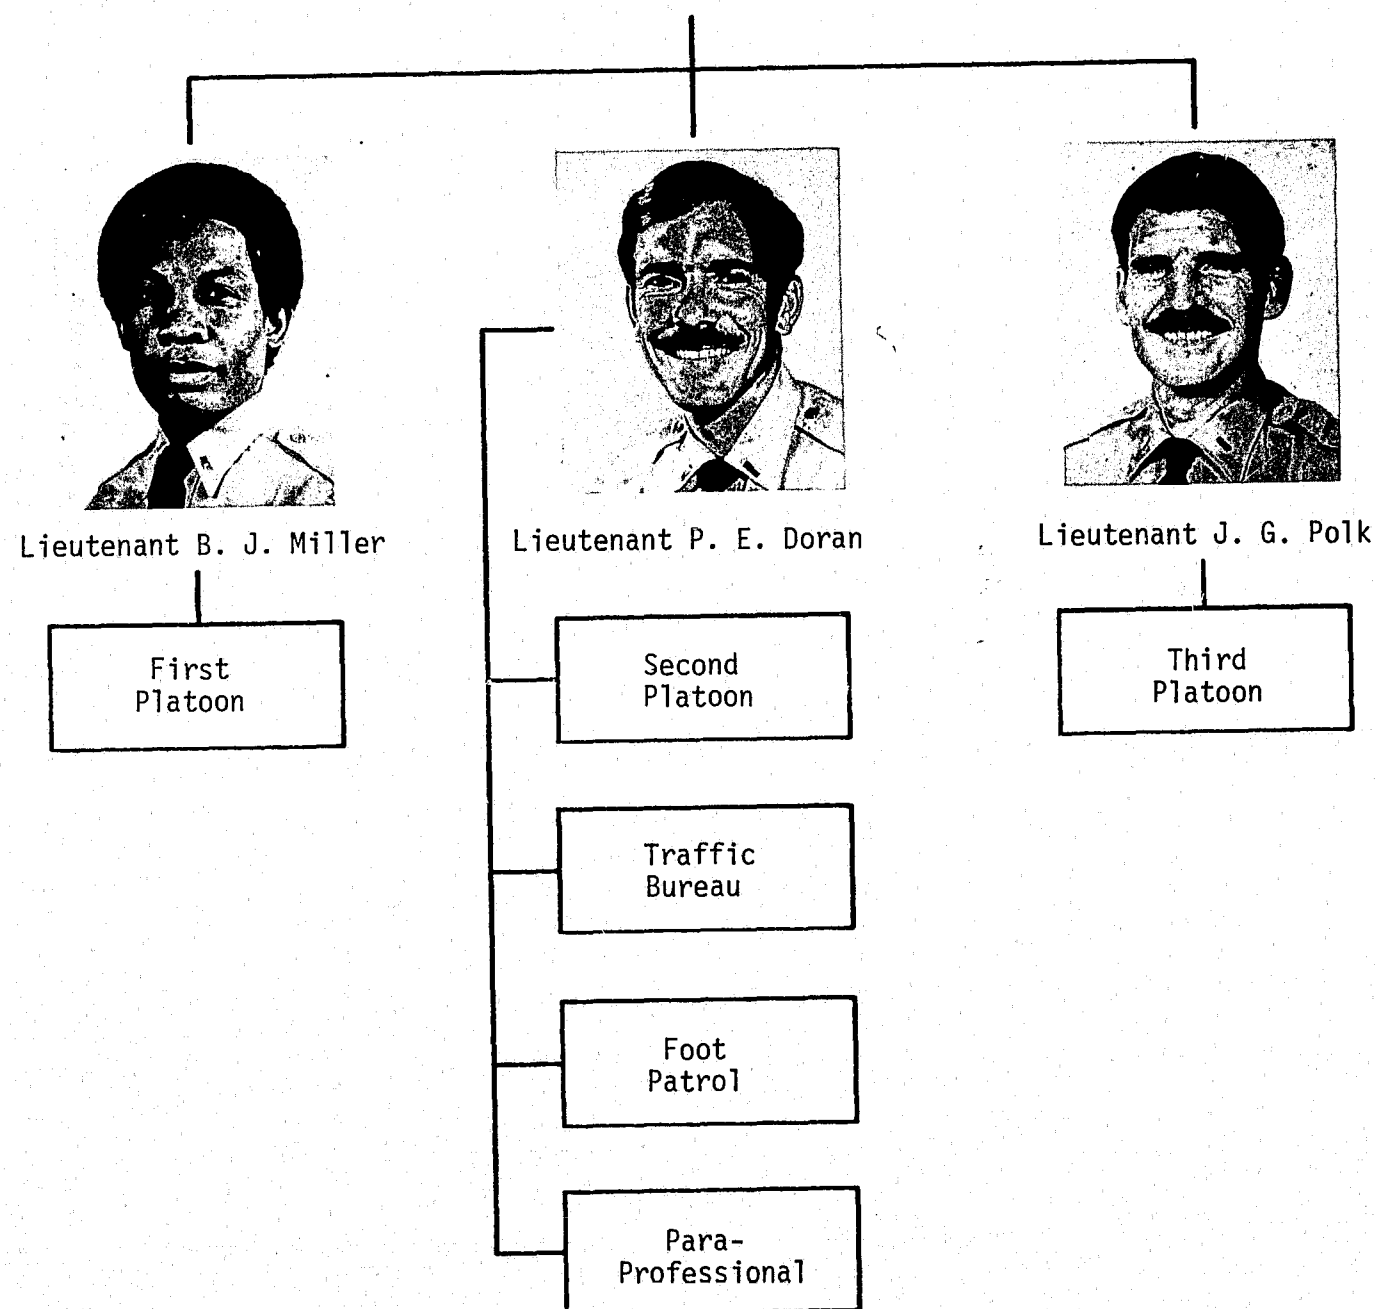 Lieutenant B. J. Miller
Lieutenant P. E. Doran
Lieutenant J. G. Polk
First
Platoon
Second
Platoon
Third
Platoon
Traffic
Bureau
Foot
Patrol
Para-
Professional